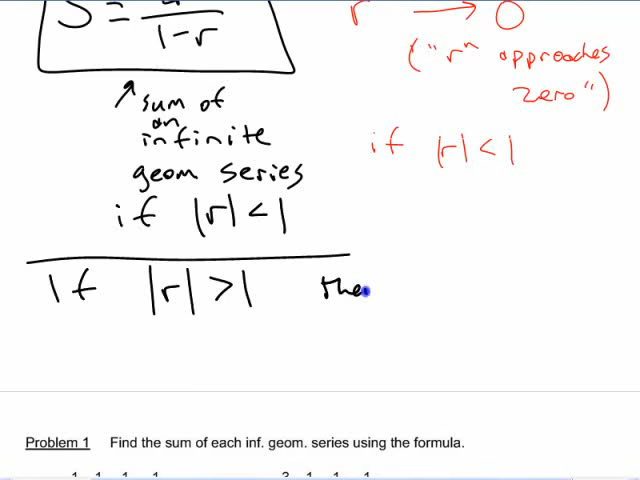 S =
1-r
r → 0
("r" approaches
zero")
if |r| < 1
sum of
an
infinite
geom series
if |r| < 1
If |r| > 1 the
Problem 1 Find the sum of each inf. geom. series using the formula.